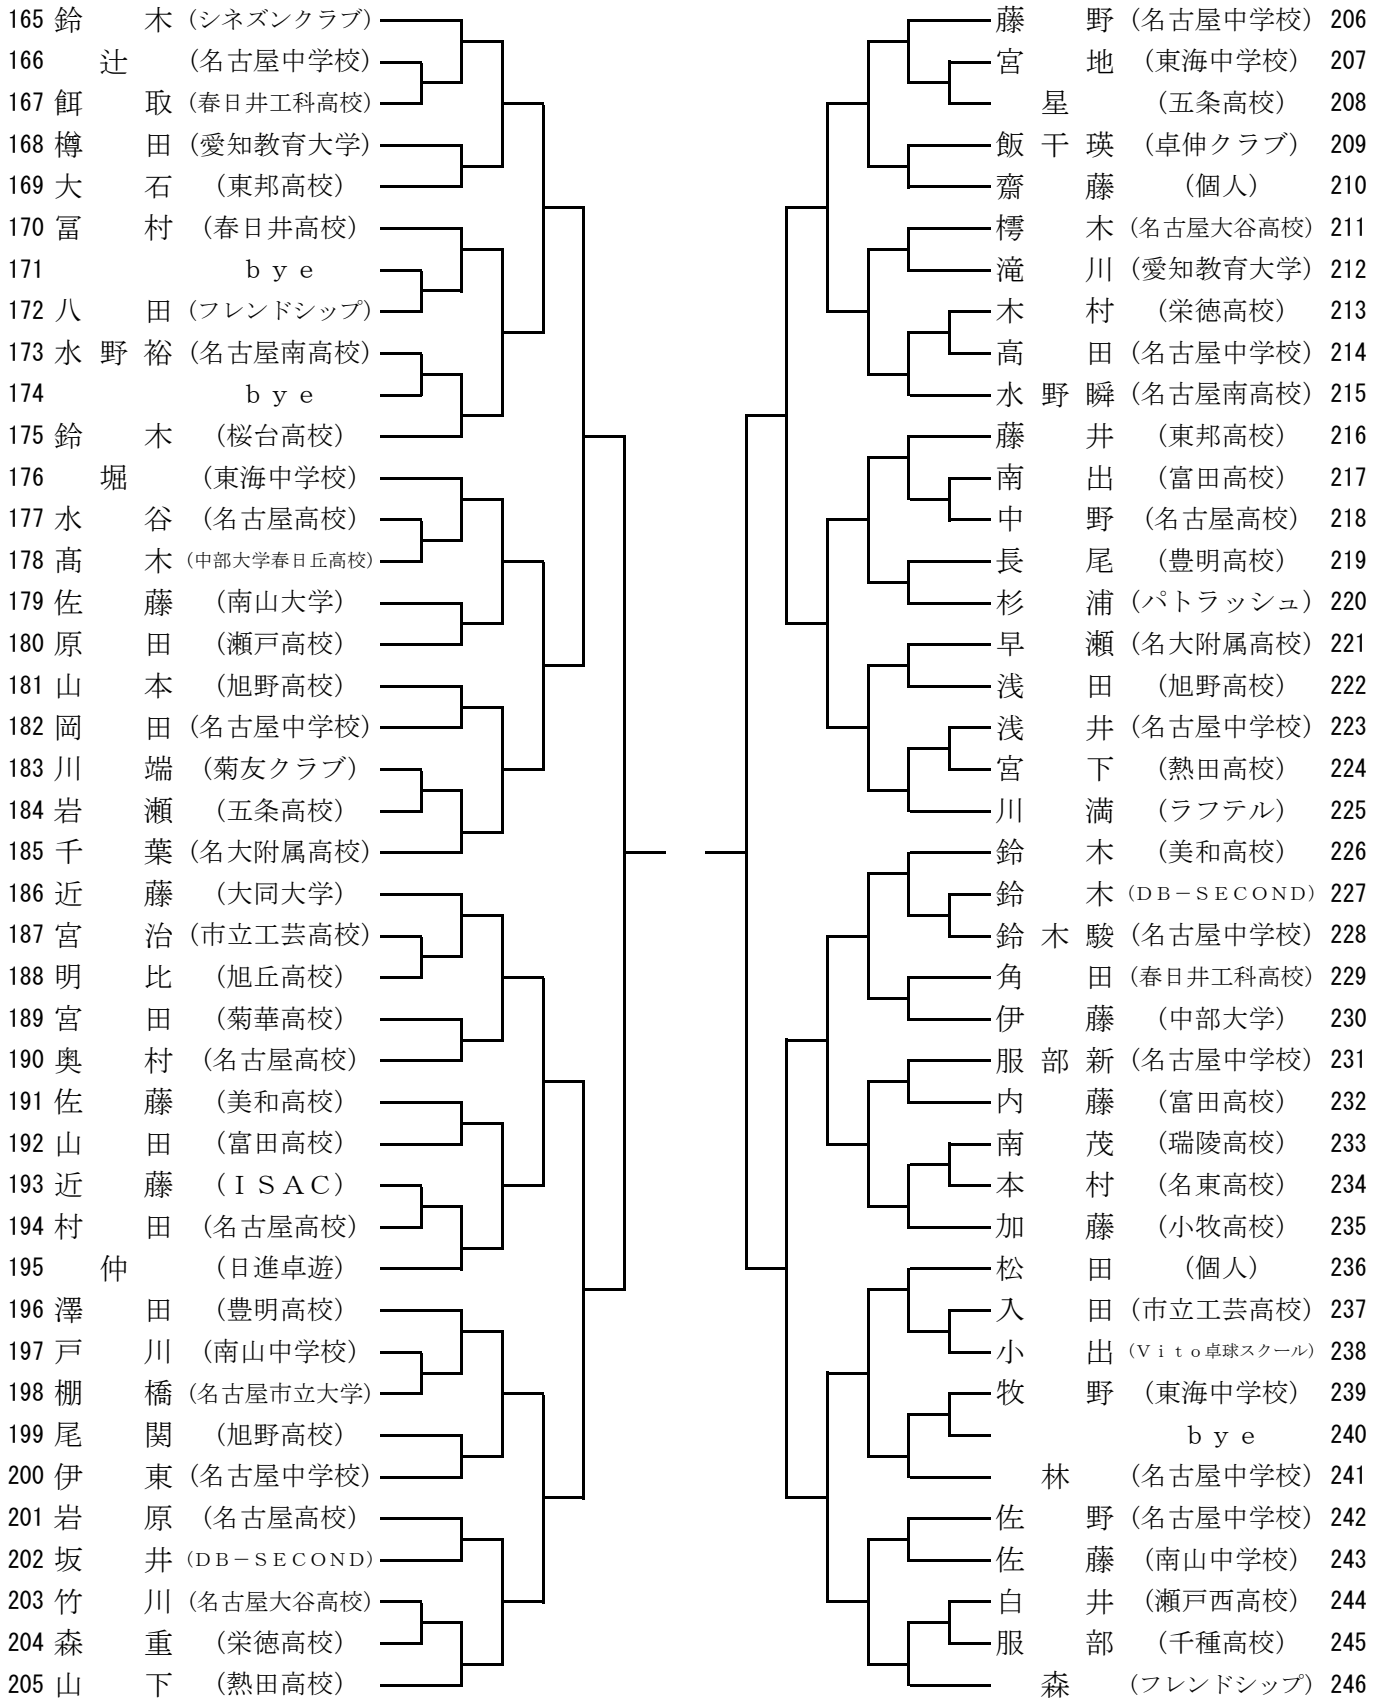 165 鈴木 (シネズンクラブ)
166 辻 (名古屋中学校)
167 餌取 (春日井工科高校)
168 樽田 (愛知教育大学)
169 大石 (東邦高校)
170 冨村 (春日井高校)
171 ｂｙｅ
172 八田 (フレンドシップ)
173 水野裕 (名古屋南高校)
174 ｂｙｅ
175 鈴木 (桜台高校)
176 堀 (東海中学校)
177 水谷 (名古屋高校)
178 髙木 (中部大学春日丘高校)
179 佐藤 (南山大学)
180 原田 (瀬戸高校)
181 山本 (旭野高校)
182 岡田 (名古屋中学校)
183 川端 (菊友クラブ)
184 岩瀬 (五条高校)
185 千葉 (名大附属高校)
186 近藤 (大同大学)
187 宮治 (市立工芸高校)
188 明比 (旭丘高校)
189 宮田 (菊華高校)
190 奥村 (名古屋高校)
191 佐藤 (美和高校)
192 山田 (富田高校)
193 近藤 (ＩＳＡＣ)
194 村田 (名古屋高校)
195 仲 (日進卓遊)
196 澤田 (豊明高校)
197 戸川 (南山中学校)
198 棚橋 (名古屋市立大学)
199 尾関 (旭野高校)
200 伊東 (名古屋中学校)
201 岩原 (名古屋高校)
202 坂井 (ＤＢ－ＳＥＣＯＮＤ)
203 竹川 (名古屋大谷高校)
204 森重 (栄徳高校)
205 山下 (熱田高校)
藤野 (名古屋中学校) 206
宮地 (東海中学校) 207
星 (五条高校) 208
飯干瑛 (卓伸クラブ) 209
齋藤 (個人) 210
樗木 (名古屋大谷高校) 211
滝川 (愛知教育大学) 212
木村 (栄徳高校) 213
高田 (名古屋中学校) 214
水野瞬 (名古屋南高校) 215
藤井 (東邦高校) 216
南出 (富田高校) 217
中野 (名古屋高校) 218
長尾 (豊明高校) 219
杉浦 (パトラッシュ) 220
早瀬 (名大附属高校) 221
浅田 (旭野高校) 222
浅井 (名古屋中学校) 223
宮下 (熱田高校) 224
川満 (ラフテル) 225
鈴木 (美和高校) 226
鈴木 (ＤＢ－ＳＥＣＯＮＤ) 227
鈴木駿 (名古屋中学校) 228
角田 (春日井工科高校) 229
伊藤 (中部大学) 230
服部新 (名古屋中学校) 231
内藤 (富田高校) 232
南茂 (瑞陵高校) 233
本村 (名東高校) 234
加藤 (小牧高校) 235
松田 (個人) 236
入田 (市立工芸高校) 237
小出 (Ｖｉｔｏ卓球スクール) 238
牧野 (東海中学校) 239
ｂｙｅ 240
林 (名古屋中学校) 241
佐野 (名古屋中学校) 242
佐藤 (南山中学校) 243
白井 (瀬戸西高校) 244
服部 (千種高校) 245
森 (フレンドシップ) 246